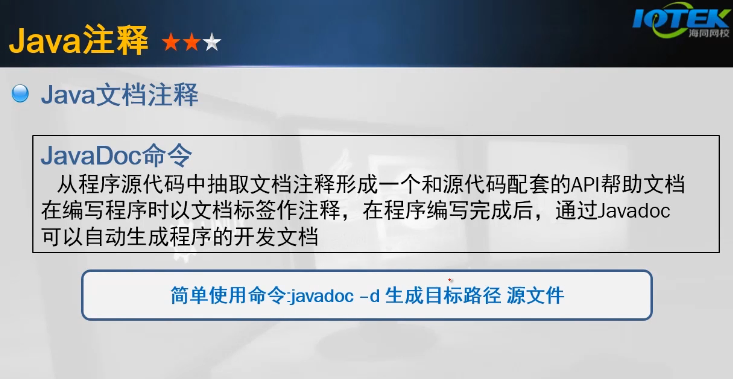 Java注释
IOTEK
海同网校
Java文档注释
JavaDoc命令
从程序源代码中抽取文档注释形成一个和源代码配套的API帮助文档
在编写程序时以文档标签作注释，在程序编写完成后，通过Javadoc
可以自动生成程序的开发文档
简单使用命令:javadoc –d 生成目标路径 源文件